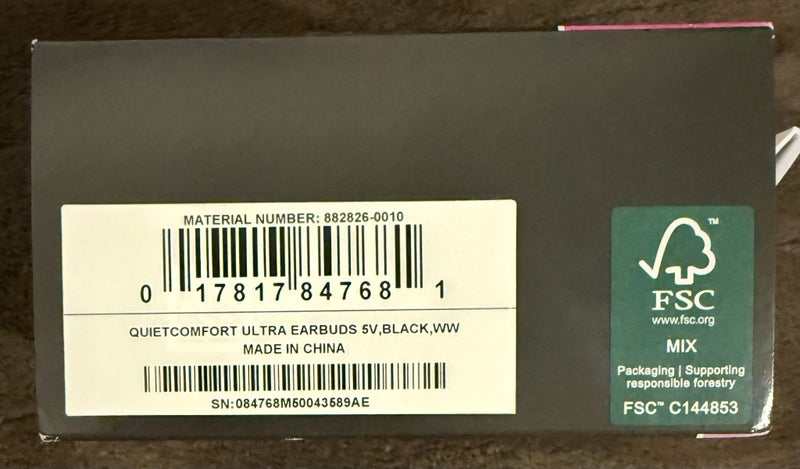 MATERIAL NUMBER: 882826-0010
0 17817 84768 1
QUIETCOMFORT ULTRA EARBUDS 5V,BLACK,WW
MADE IN CHINA
SN:084768M50043589AE
™
FSC
www.fsc.org
MIX
Packaging | Supporting
responsible forestry
FSC™ C144853